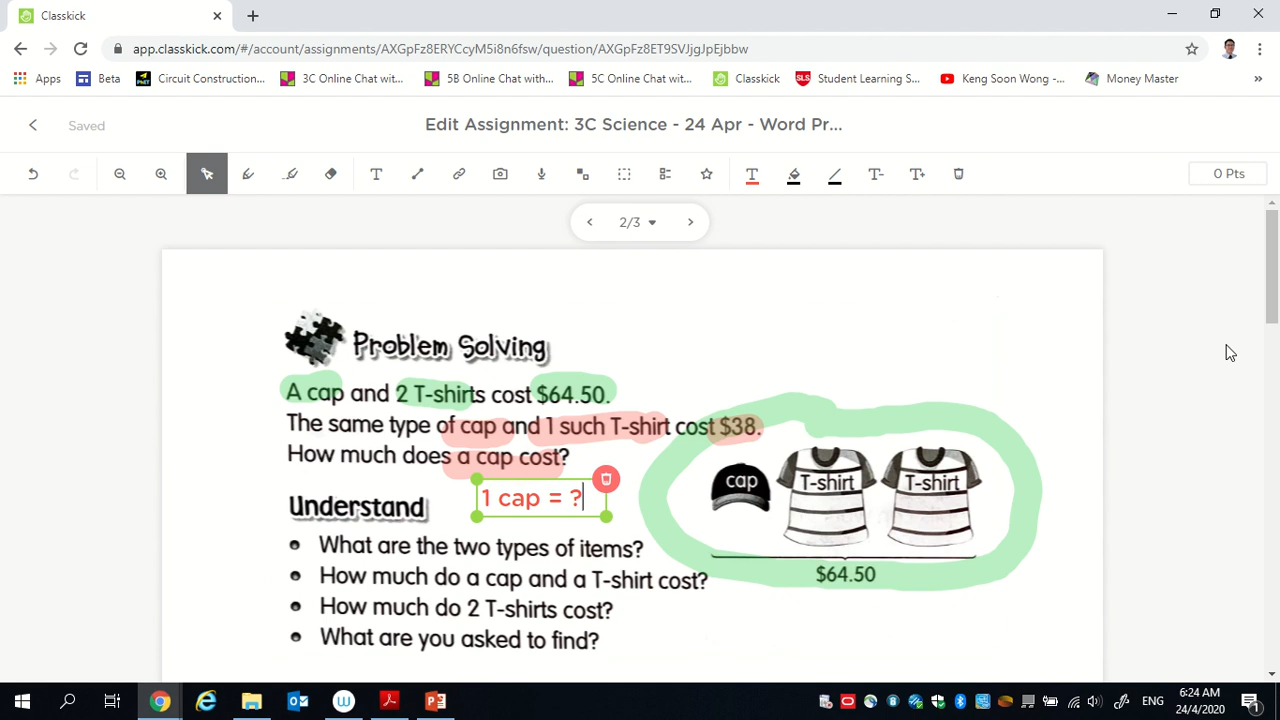 Classkick
app.classkick.com/#/account/assignments/AXGpFz8ERYCcyM5i8n6fsw/question/AXGpFz8ET9SVJjgJpEjbbw
Apps Beta Circuit Construction... 3C Online Chat wit... 5B Online Chat with... 5C Online Chat wit... Classkick Student Learning S... Keng Soon Wong -... Money Master
Saved
Edit Assignment: 3C Science - 24 Apr - Word Pr...
0 Pts
2/3
Problem Solving
A cap and 2 T-shirts cost $64.50.
The same type of cap and 1 such T-shirt cost $38.
How much does a cap cost?
1 cap = ?
Understand
• What are the two types of items?
• How much do a cap and a T-shirt cost?
• How much do 2 T-shirts cost?
• What are you asked to find?
cap T-shirt T-shirt
$64.50
ENG
6:24 AM
24/4/2020